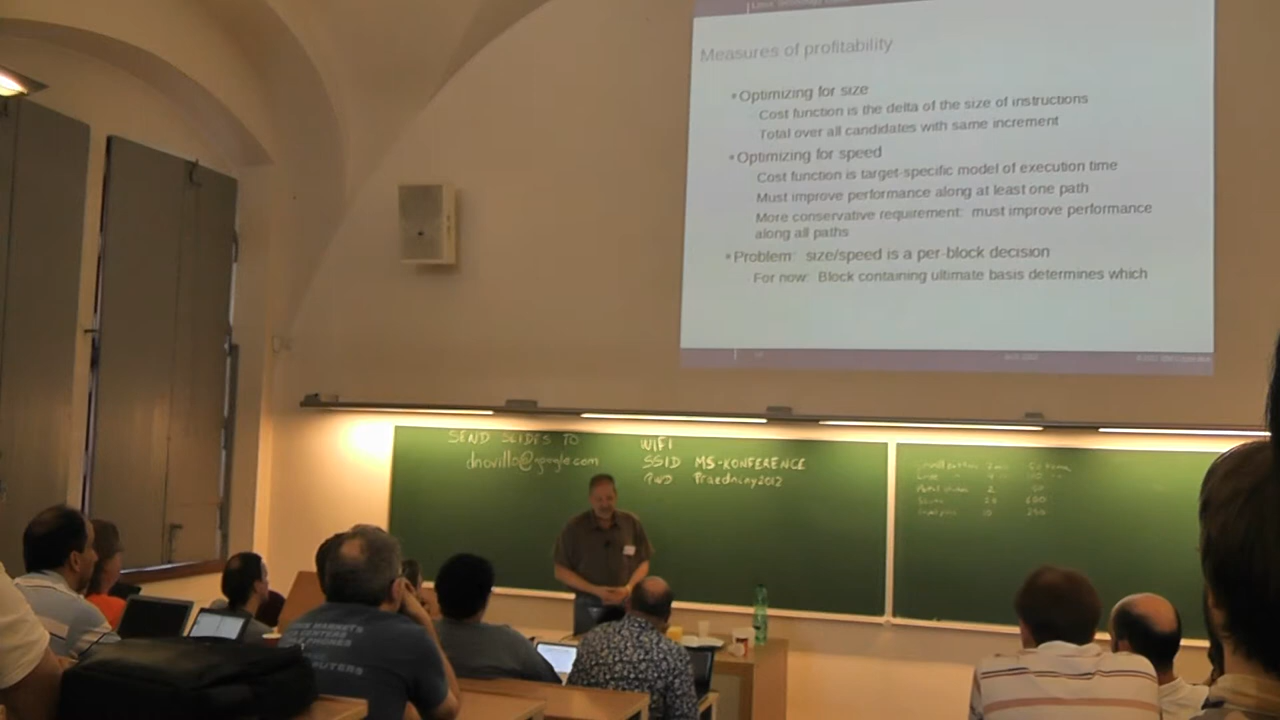 Measures of profitability
Optimizing for size
Cost function is the delta of the size of instructions
Total over all candidates with same increment
Optimizing for speed
Cost function is target-specific model of execution time
Must improve performance along at least one path
More conservative requirement: must improve performance
along all paths
Problem: size/speed is a per-block decision
For now: Block containing ultimate basis determines which
SEND SLIDES TO
dnovillo@google.com
WIFI
SSID MS-KONFERENCE
PWD Prazdniny2012